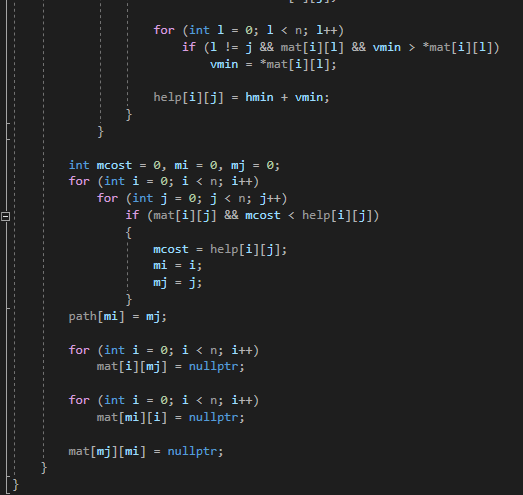 for (int l = 0; l < n; l++)
if (l != j && mat[i][l] && vmin > *mat[i][l])
vmin = *mat[i][l];
help[i][j] = hmin + vmin;
}
}
int mcost = 0, mi = 0, mj = 0;
for (int i = 0; i < n; i++)
for (int j = 0; j < n; j++)
if (mat[i][j] && mcost < help[i][j])
{
mcost = help[i][j];
mi = i;
mj = j;
}
path[mi] = mj;
for (int i = 0; i < n; i++)
mat[i][mj] = nullptr;
for (int i = 0; i < n; i++)
mat[mi][i] = nullptr;
mat[mj][mi] = nullptr;
}
}